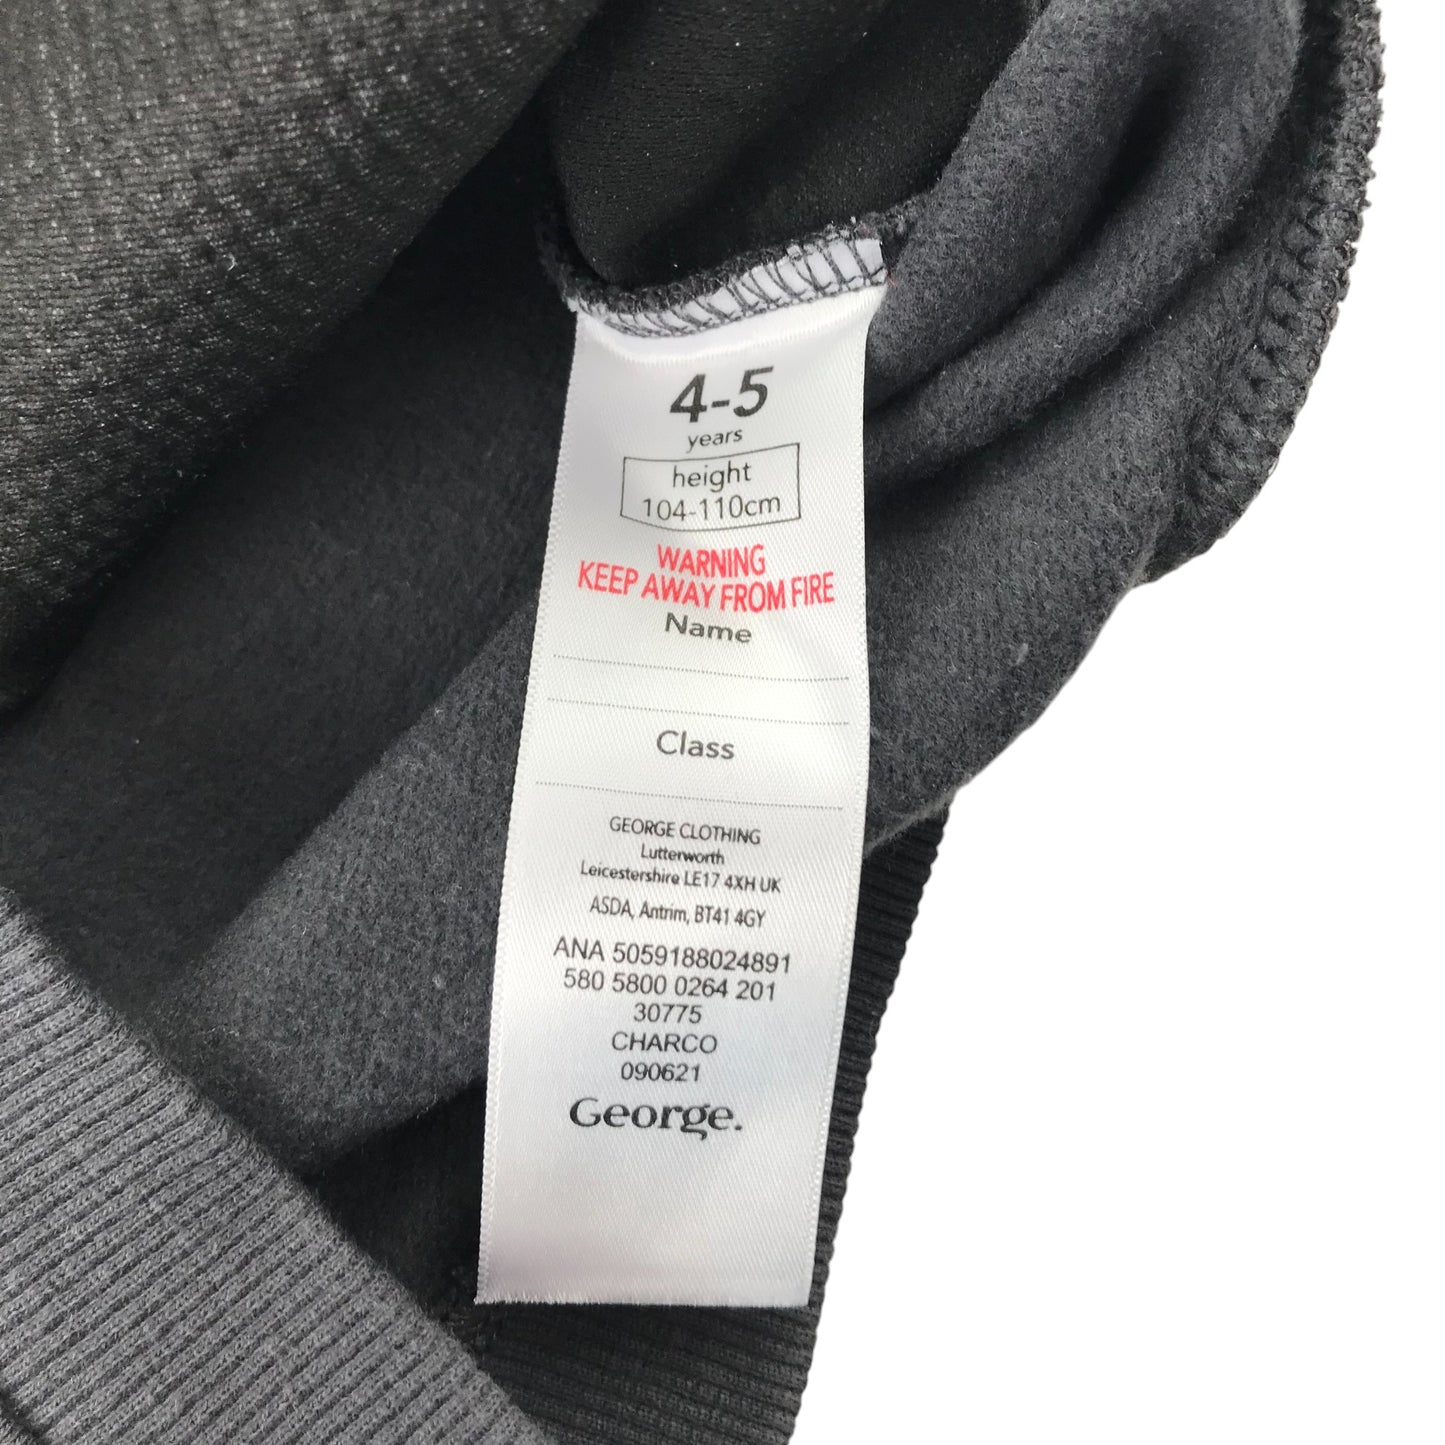 4-5
years
height
104-110cm
WARNING
KEEP AWAY FROM FIRE
Name
Class
GEORGE CLOTHING
Lutterworth
Leicestershire LE17 4XH UK
ASDA, Antrim, BT41 4GY
ANA 5059188024891
580 5800 0264 201
30775
CHARCO
090621
George.